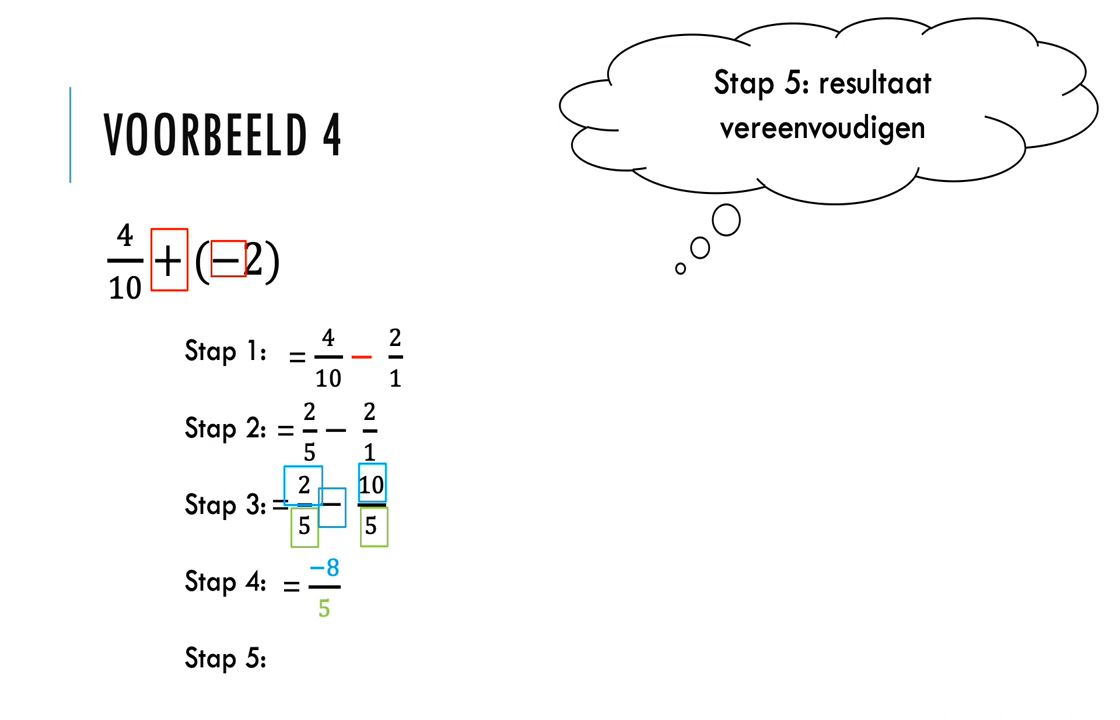 Stap 5: resultaat
vereenvoudigen
VOORBEELD 4
4/10 + (−2)
Stap 1: = 4/10 − 2/1
Stap 2: = 2/5 − 2/1
Stap 3: = 2/5 − 10/5
Stap 4: = −8/5
Stap 5: